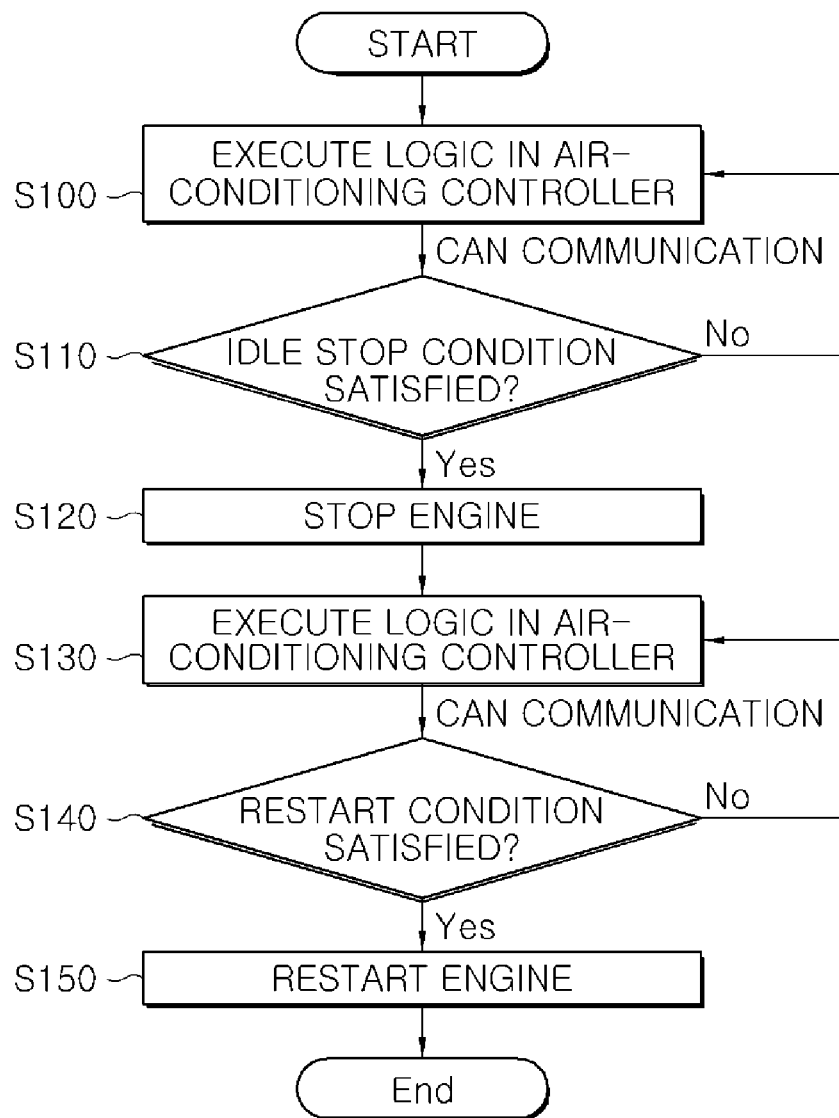 START
EXECUTE LOGIC IN AIR-
CONDITIONING CONTROLLER
S100
CAN COMMUNICATION
S110
IDLE STOP CONDITION
SATISFIED?
No
Yes
S120
STOP ENGINE
EXECUTE LOGIC IN AIR-
CONDITIONING CONTROLLER
S130
CAN COMMUNICATION
S140
RESTART CONDITION
SATISFIED?
No
Yes
S150
RESTART ENGINE
End